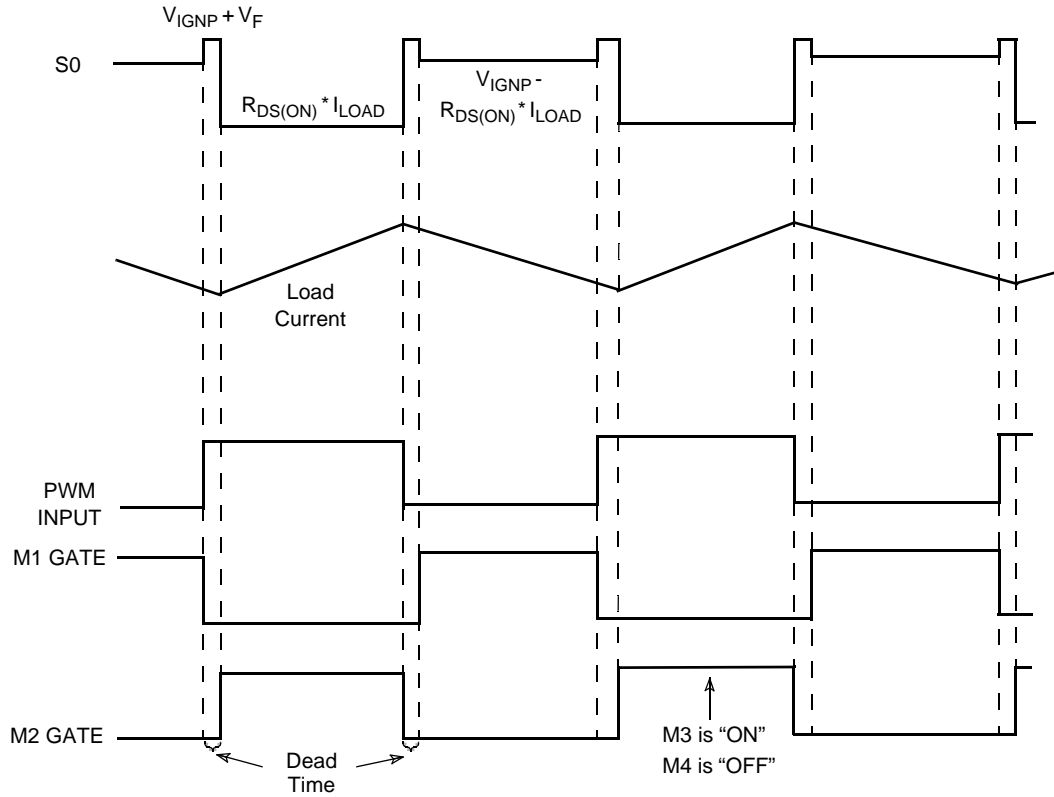 V_IGNP + V_F
S0
R_DS(ON) * I_LOAD
V_IGNP -
R_DS(ON) * I_LOAD
Load
Current
PWM
INPUT
M1 GATE
M2 GATE
Dead
Time
M3 is “ON”
M4 is “OFF”